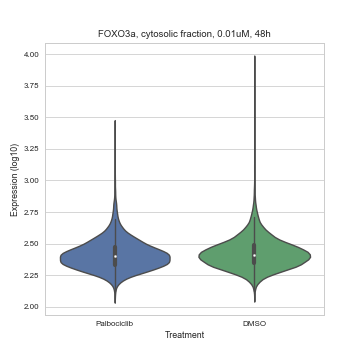 FOXO3a, cytosolic fraction, 0.01uM, 48h
4.00
3.75
3.50
3.25
3.00
2.75
2.50
2.25
2.00
Expression (log10)
Palbociclib
DMSO
Treatment